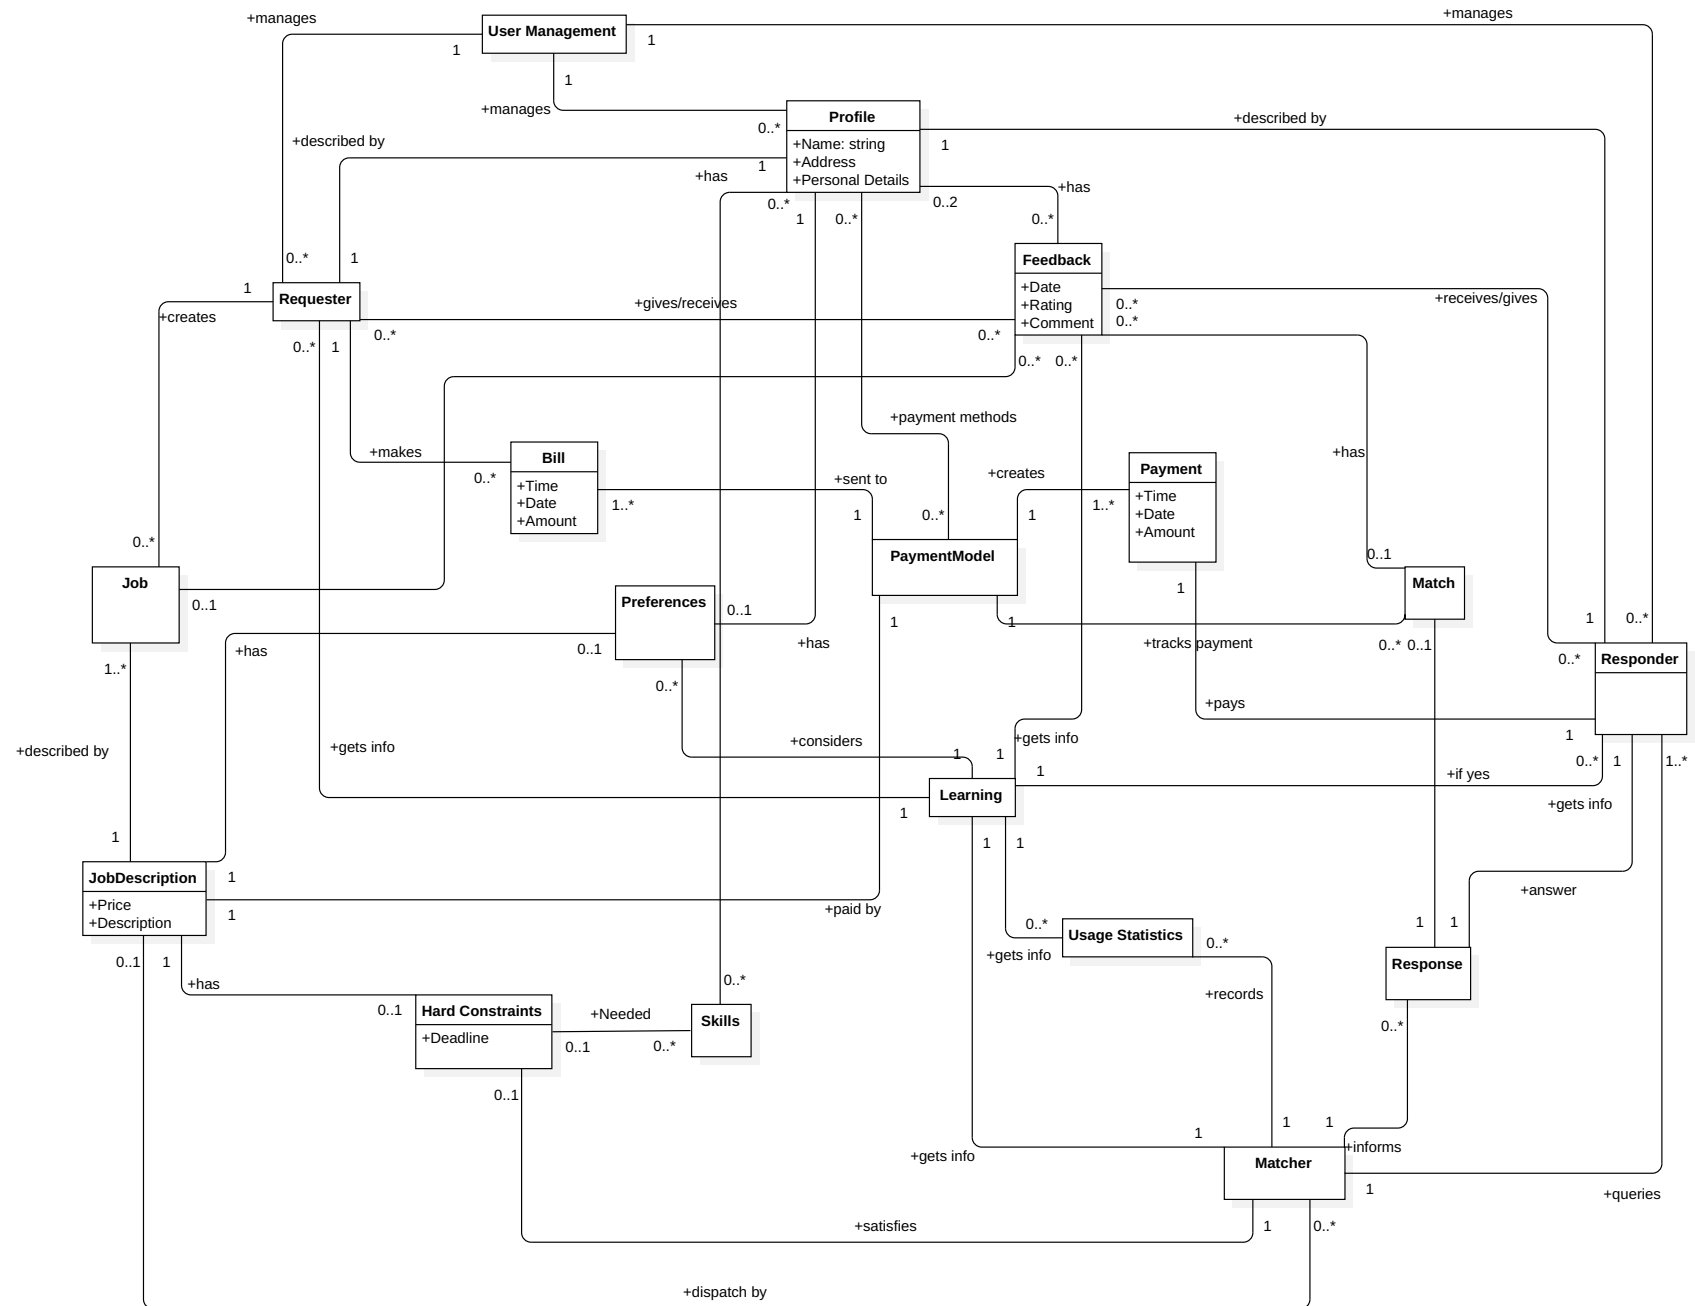 +manages
User Management
+manages
1
1
1
+manages
Profile
0..*
+described by
+described by
1
+Name: string
+Address
+Personal Details
1
+has
+has
0..*
1
0..*
0..2
0..*
0..*
1
Feedback
1
Requester
+Date
+Rating
+Comment
+gives/receives
0..*
0..*
+receives/gives
+creates
0..*
1
0..*
0..*
0..*
0..*
+payment methods
+makes
+has
Bill
+creates
Payment
0..*
+sent to
+Time
+Date
+Amount
1..*
1
0..*
1
1..*
+Time
+Date
+Amount
0..*
PaymentModel
0..1
Job
Match
1
0..1
Preferences
0..1
1
1
1
0..*
+has
0..1
+has
+tracks payment
0..*
0..1
0..*
Responder
1..*
0..*
+pays
1
+described by
+gets info
+considers
1
1
+gets info
1
+if yes
0..*
1
1..*
Learning
+gets info
1
1
1
1
JobDescription
1
+Price
+Description
1
+paid by
+answer
0..*
1
1
Usage Statistics
0..*
+gets info
0..1
1
Response
+has
0..*
+records
0..1
Hard Constraints
+Needed
Skills
+Deadline
0..1
0..*
0..*
0..1
1
1
1
+gets info
+informs
Matcher
1
+queries
+satisfies
1
0..*
+dispatch by